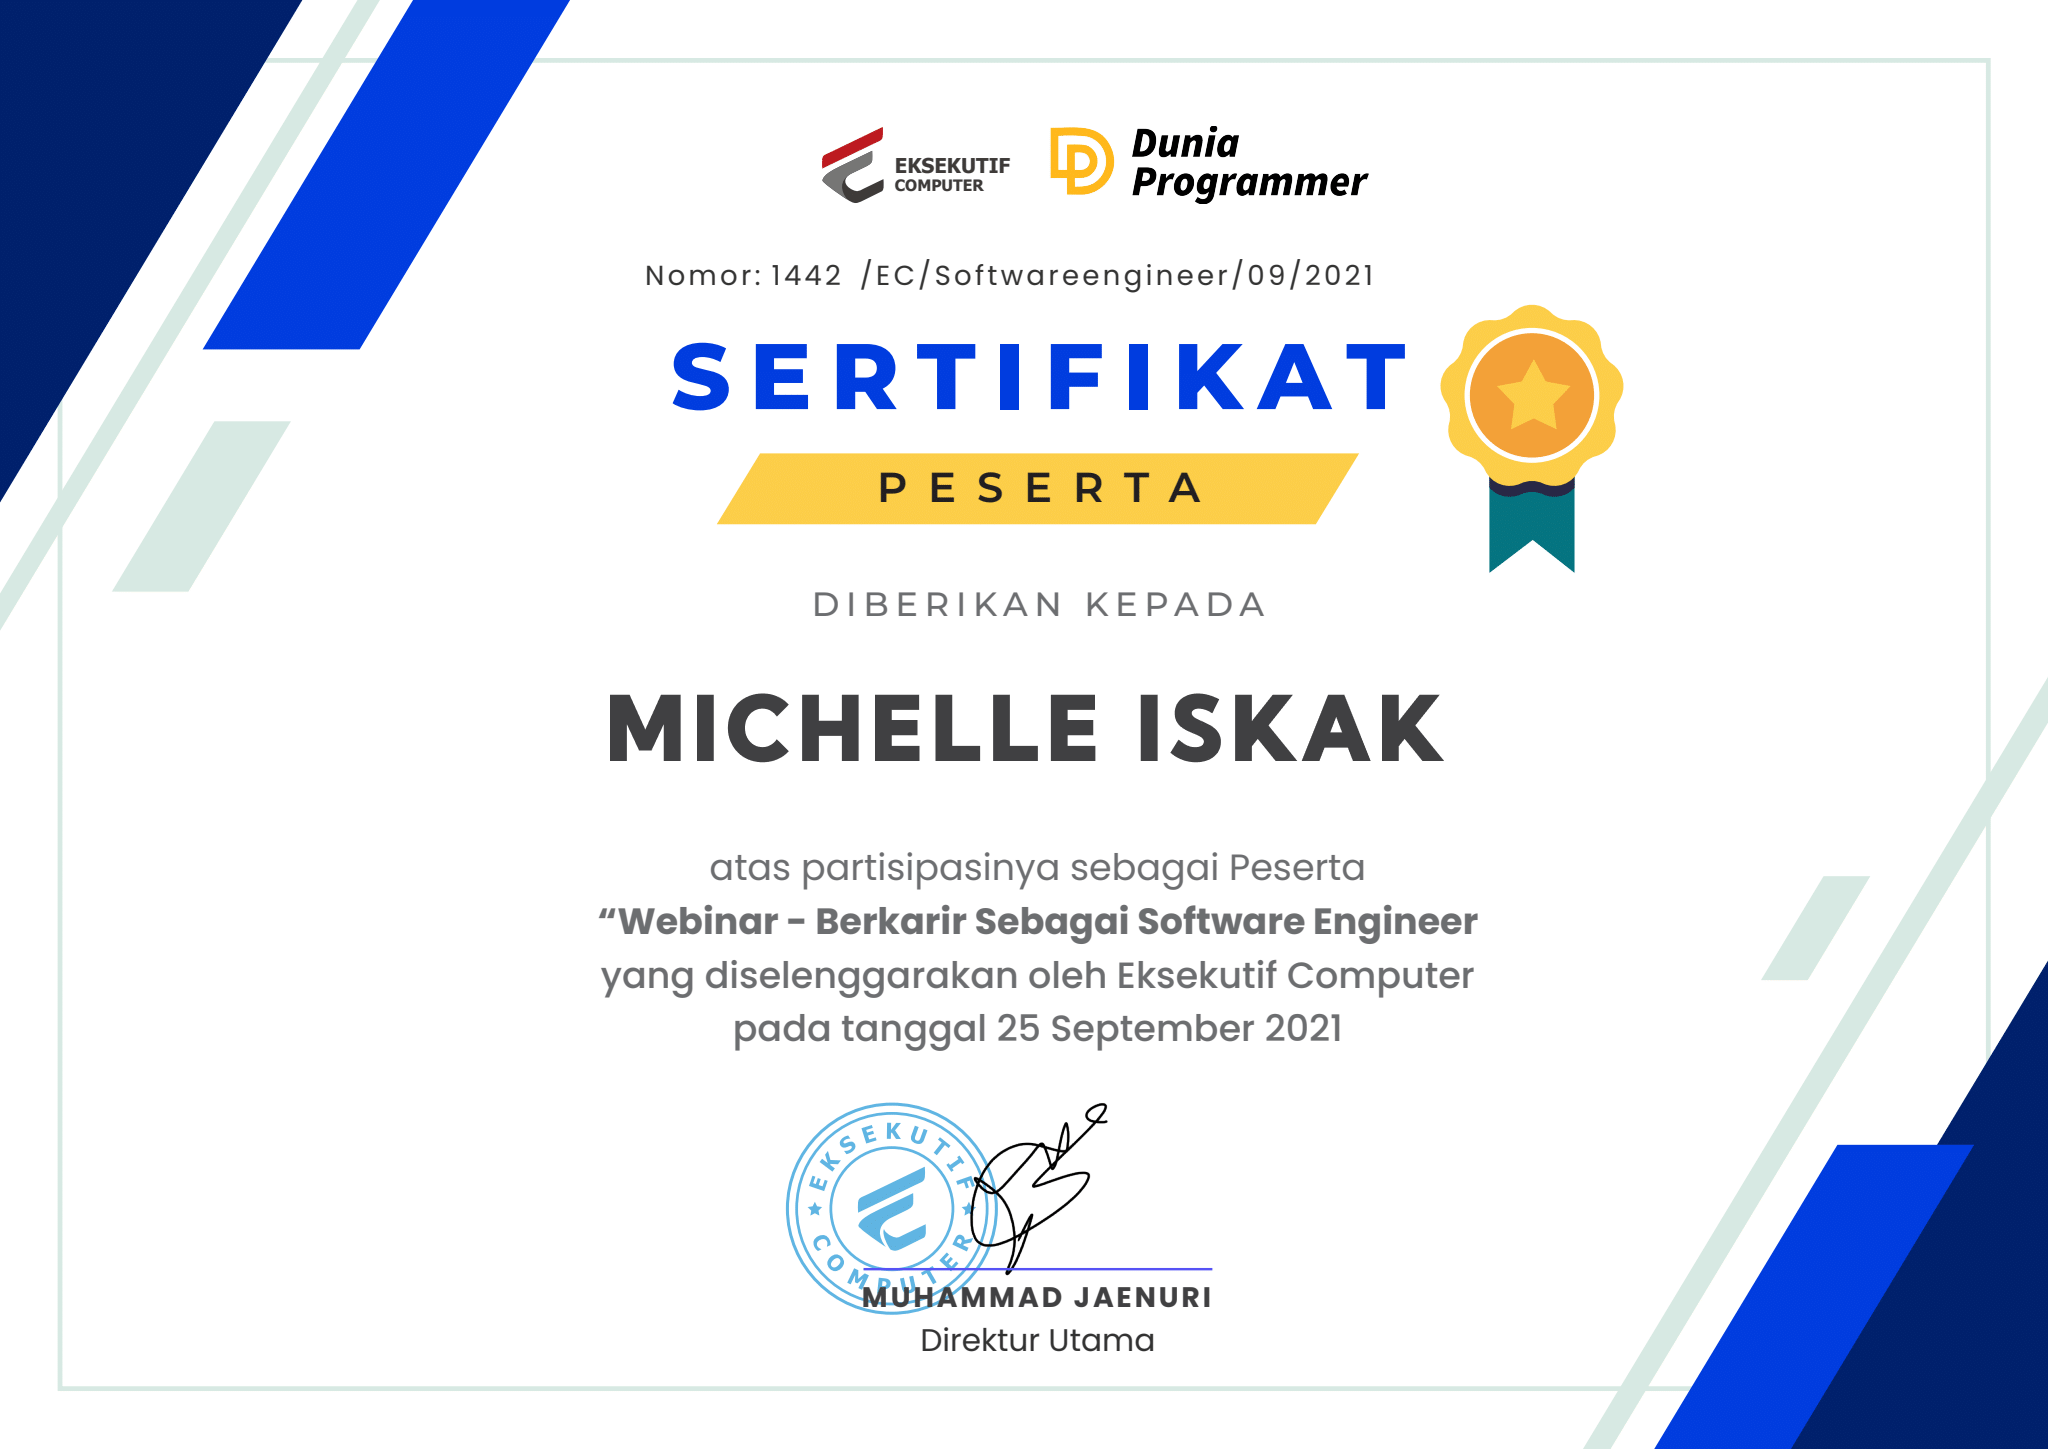 EKSEKUTIF
COMPUTER
Dunia
Programmer
Nomor: 1442 /EC/Softwareengineer/09/2021
SERTIFIKAT
PESERTA
DIBERIKAN KEPADA
MICHELLE ISKAK
atas partisipasinya sebagai Peserta
“Webinar - Berkarir Sebagai Software Engineer
yang diselenggarakan oleh Eksekutif Computer
pada tanggal 25 September 2021
EKSEKUTIF
COMPUTER
MUHAMMAD JAENURI
Direktur Utama